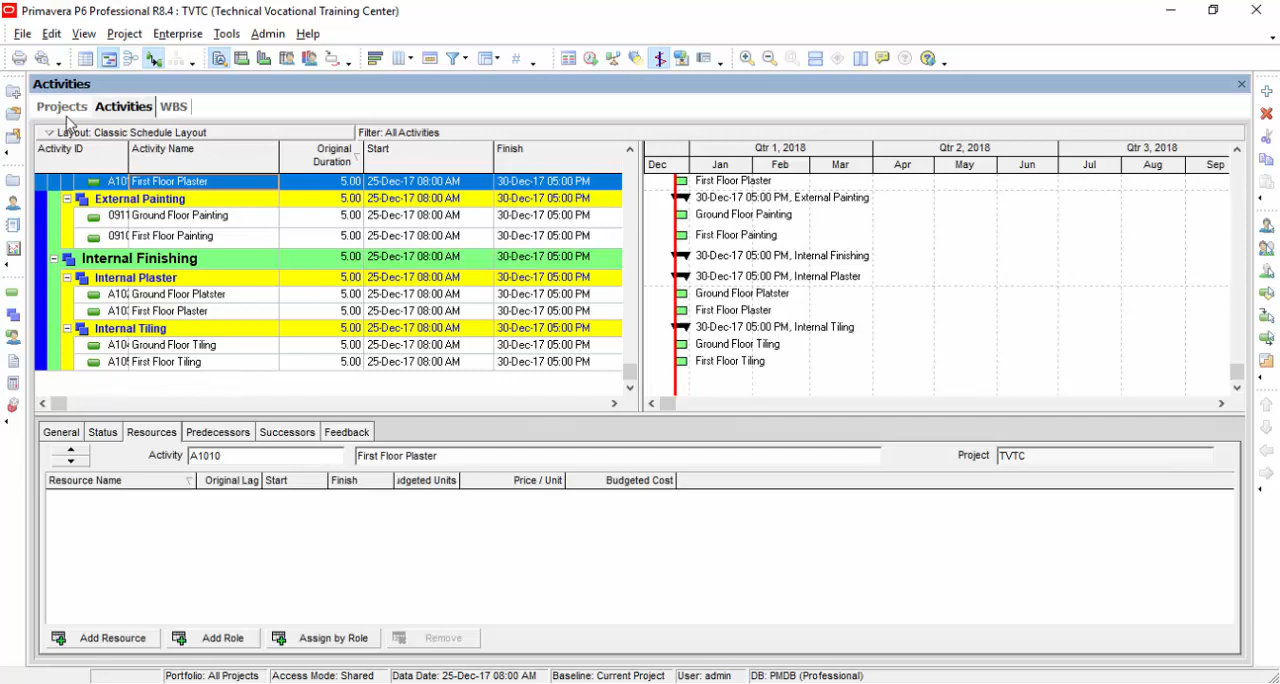 Primavera P6 Professional R8.4 : TVTC (Technical Vocational Training Center)
File Edit View Project Enterprise Tools Admin Help
Activities
Projects Activities WBS
Layout: Classic Schedule Layout Filter: All Activities
Activity ID Activity Name Original Duration Start Finish
Qtr 1, 2018 Qtr 2, 2018 Qtr 3, 2018
Dec Jan Feb Mar Apr May Jun Jul Aug Sep
A10 First Floor Plaster 5.00 25-Dec-17 08:00 AM 30-Dec-17 05:00 PM First Floor Plaster
External Painting 5.00 25-Dec-17 08:00 AM 30-Dec-17 05:00 PM 30-Dec-17 05:00 PM, External Painting
0911 Ground Floor Painting 5.00 25-Dec-17 08:00 AM 30-Dec-17 05:00 PM Ground Floor Painting
0910 First Floor Painting 5.00 25-Dec-17 08:00 AM 30-Dec-17 05:00 PM First Floor Painting
Internal Finishing 5.00 25-Dec-17 08:00 AM 30-Dec-17 05:00 PM 30-Dec-17 05:00 PM, Internal Finishing
Internal Plaster 5.00 25-Dec-17 08:00 AM 30-Dec-17 05:00 PM 30-Dec-17 05:00 PM, Internal Plaster
A102 Ground Floor Platster 5.00 25-Dec-17 08:00 AM 30-Dec-17 05:00 PM Ground Floor Platster
A103 First Floor Plaster 5.00 25-Dec-17 08:00 AM 30-Dec-17 05:00 PM First Floor Plaster
Internal Tiling 5.00 25-Dec-17 08:00 AM 30-Dec-17 05:00 PM 30-Dec-17 05:00 PM, Internal Tiling
A104 Ground Floor Tiling 5.00 25-Dec-17 08:00 AM 30-Dec-17 05:00 PM Ground Floor Tiling
A105 First Floor Tiling 5.00 25-Dec-17 08:00 AM 30-Dec-17 05:00 PM First Floor Tiling
General Status Resources Predecessors Successors Feedback
Activity A1010 First Floor Plaster Project TVTC
Resource Name Original Lag Start Finish udgeted Units Price / Unit Budgeted Cost
Add Resource Add Role Assign by Role Remove
Portfolio: All Projects Access Mode: Shared Data Date: 25-Dec-17 08:00 AM Baseline: Current Project User: admin DB: PMDB (Professional)